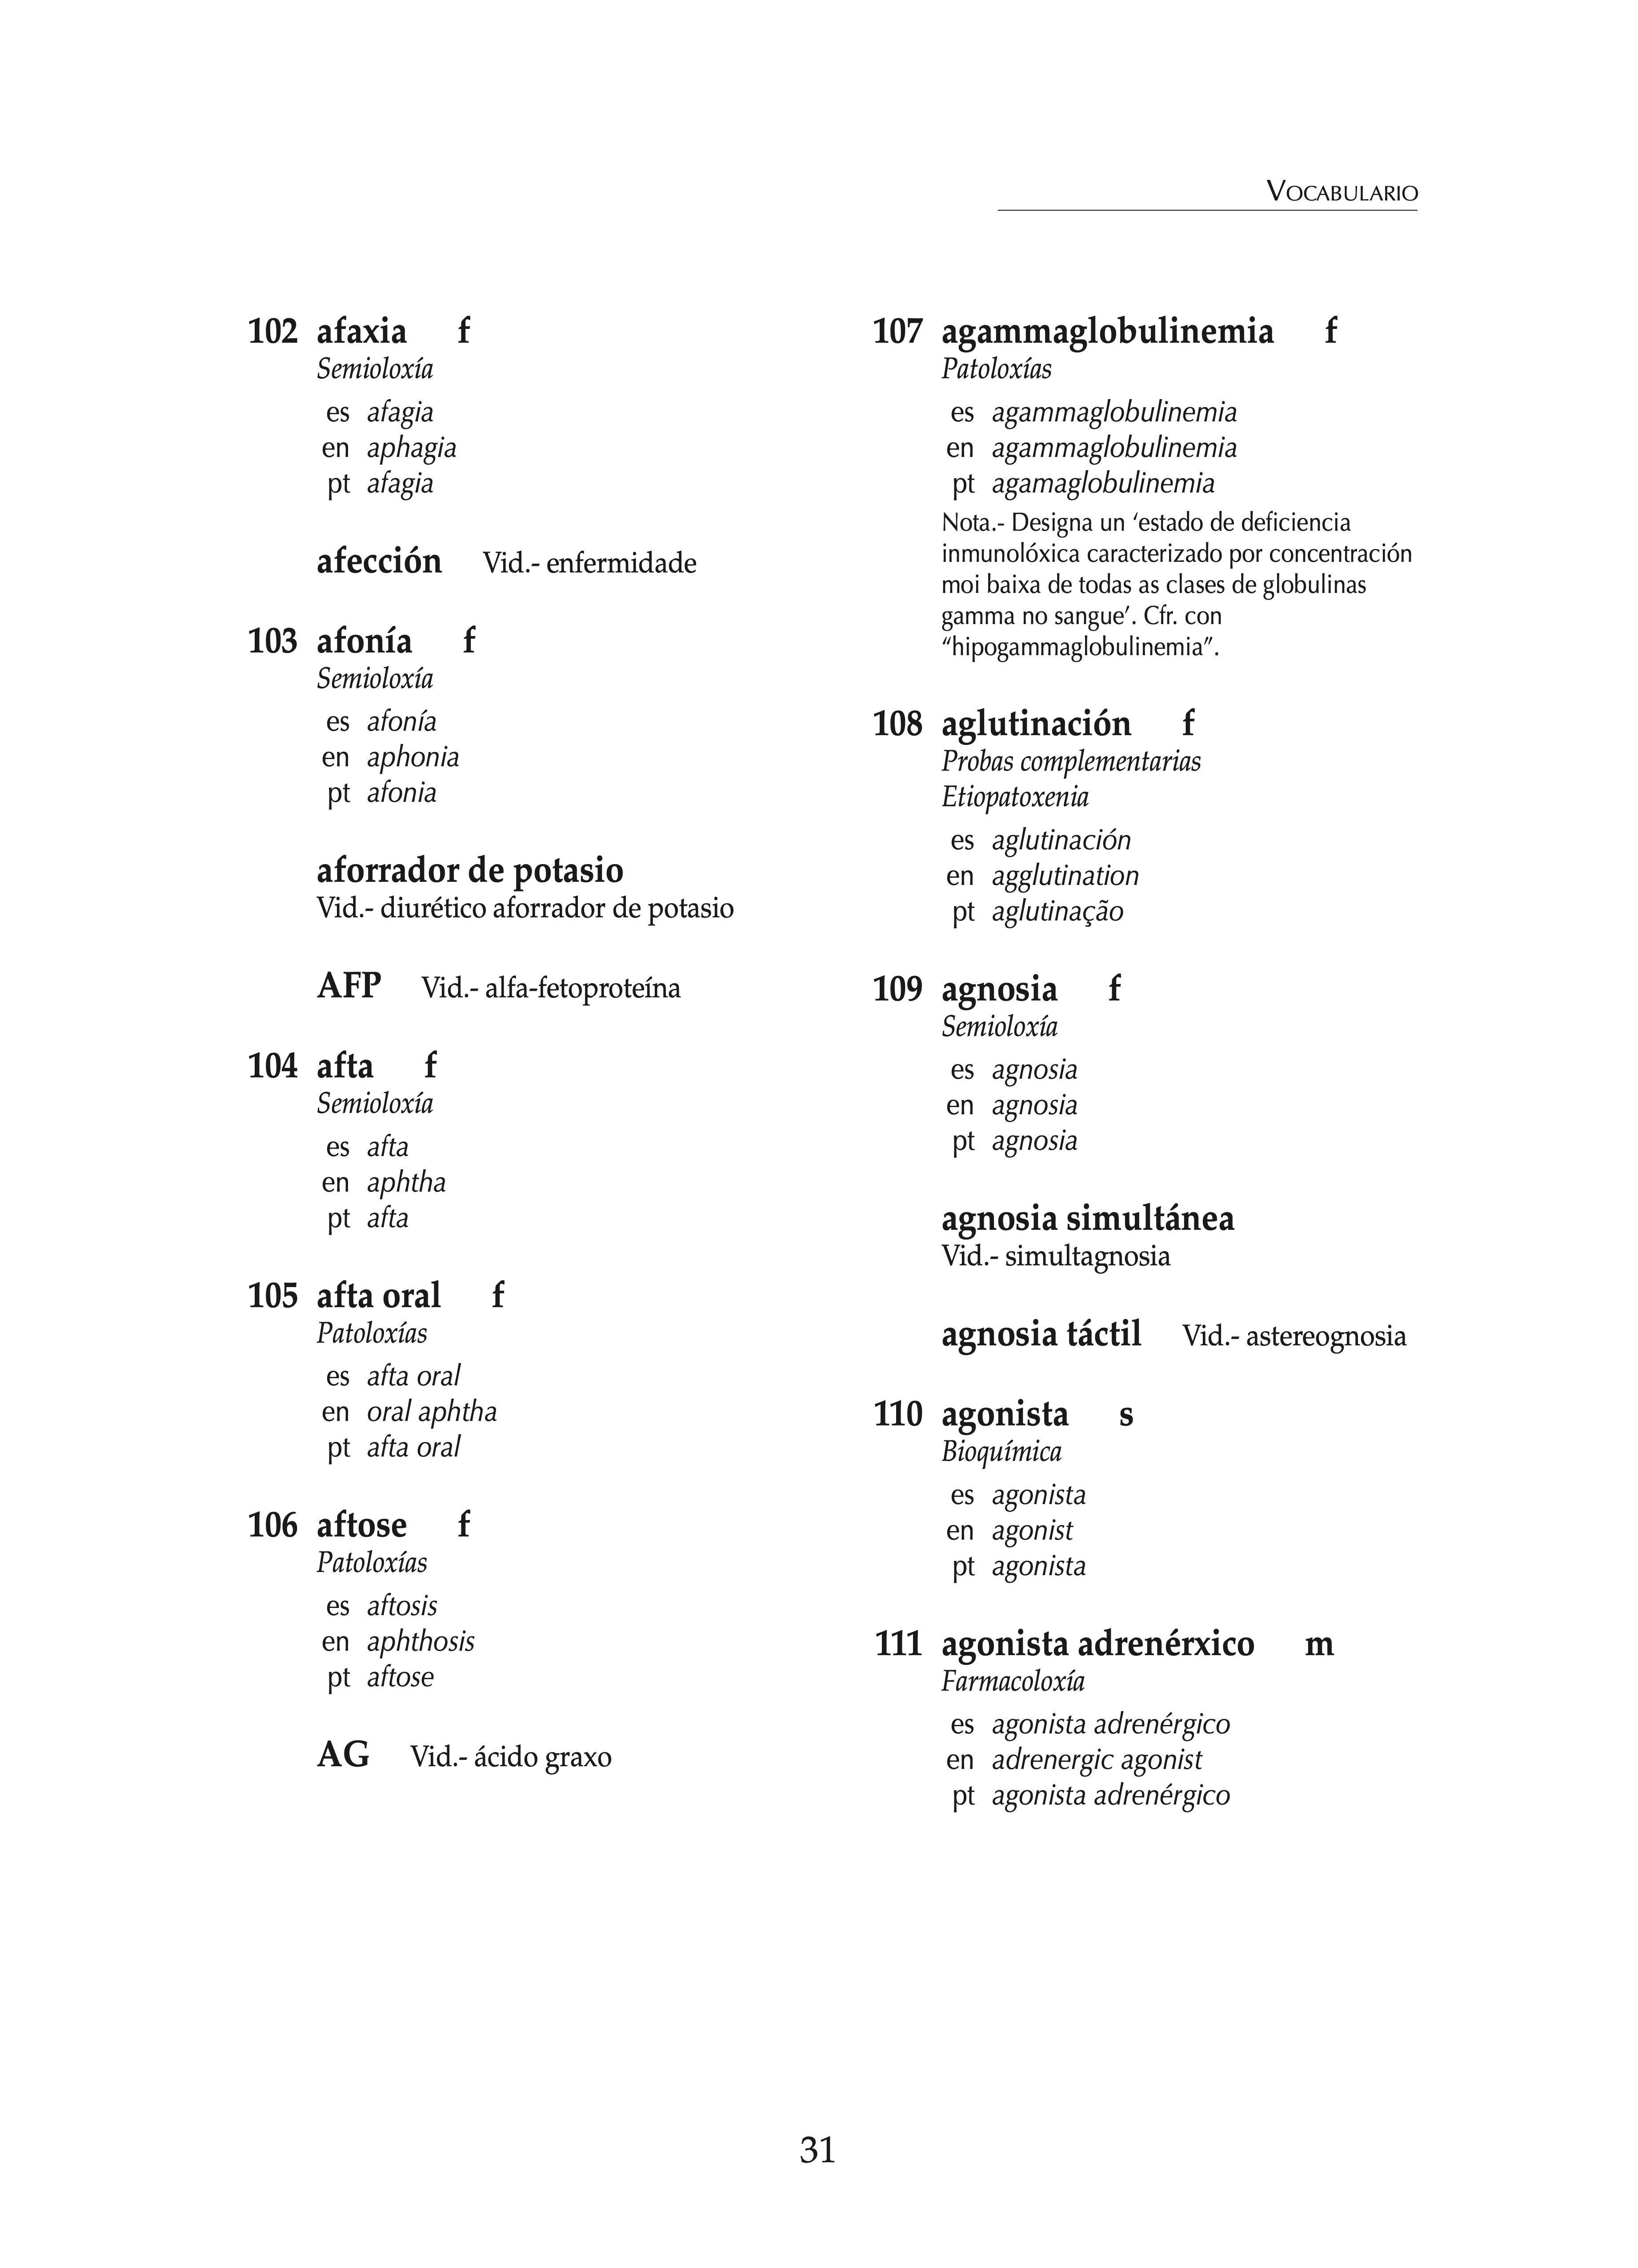 VOCABULARIO
102 afaxia f
Semioloxía
es afagia
en aphagia
pt afagia
afección Vid.- enfermidade
103 afonía f
Semioloxía
es afonía
en aphonia
pt afonia
aforrador de potasio
Vid.- diurético aforrador de potasio
AFP Vid.- alfa-fetoproteína
104 afta f
Semioloxía
es afta
en aphtha
pt afta
105 afta oral f
Patoloxías
es afta oral
en oral aphtha
pt afta oral
106 aftose f
Patoloxías
es aftosis
en aphthosis
pt aftose
AG Vid.- ácido graxo
107 agammaglobulinemia f
Patoloxías
es agammaglobulinemia
en agammaglobulinemia
pt agamaglobulinemia
Nota.- Designa un ‘estado de deficiencia
inmunolóxica caracterizado por concentración
moi baixa de todas as clases de globulinas
gamma no sangue’. Cfr. con
“hipogammaglobulinemia”.
108 aglutinación f
Probas complementarias
Etiopatoxenia
es aglutinación
en agglutination
pt aglutinação
109 agnosia f
Semioloxía
es agnosia
en agnosia
pt agnosia
agnosia simultánea
Vid.- simultagnosia
agnosia táctil Vid.- astereognosia
110 agonista s
Bioquímica
es agonista
en agonist
pt agonista
111 agonista adrenérxico m
Farmacoloxía
es agonista adrenérgico
en adrenergic agonist
pt agonista adrenérgico
31